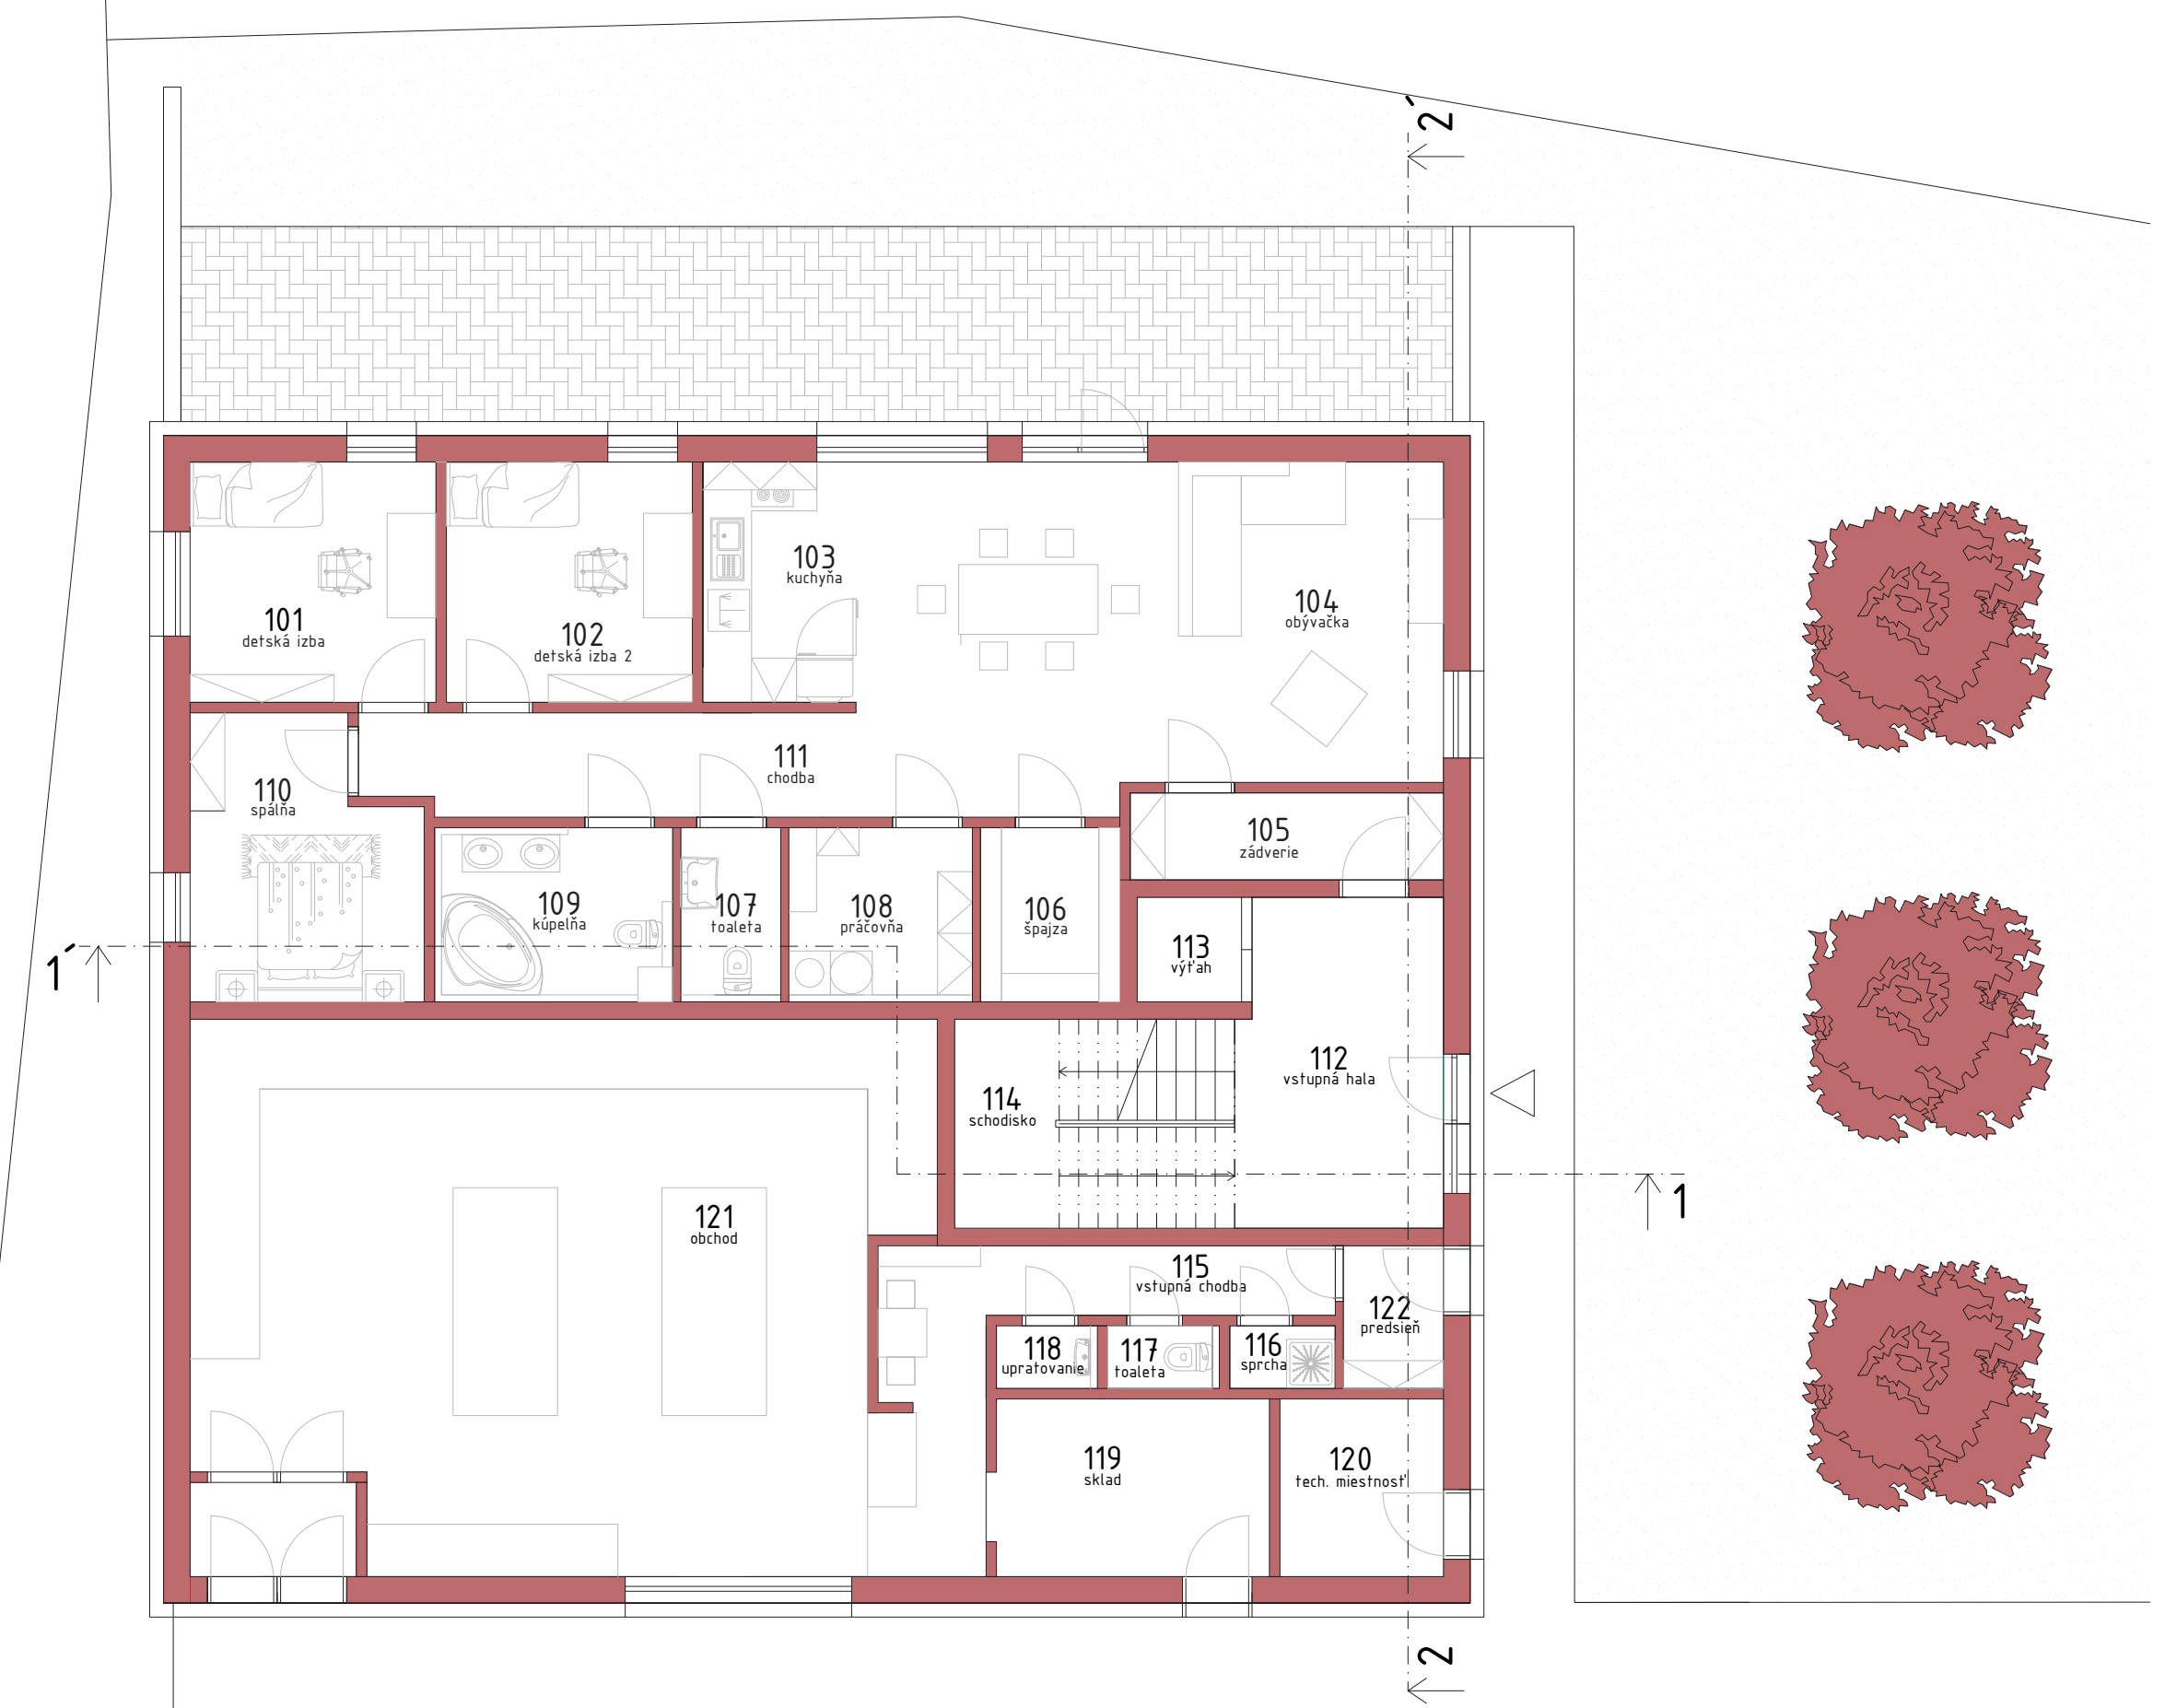 2´
103
kuchyňa
104
obývačka
101
detská izba
102
detská izba 2
111
chodba
110
spálňa
105
zádverie
109
kúpelňa
107
toaleta
108
práčovňa
106
špajza
113
výťah
1´
112
vstupná hala
114
schodisko
1
121
obchod
115
vstupná chodba
122
predsieň
118
upratovanie
117
toaleta
116
sprcha
119
sklad
120
tech. miestnosť
2